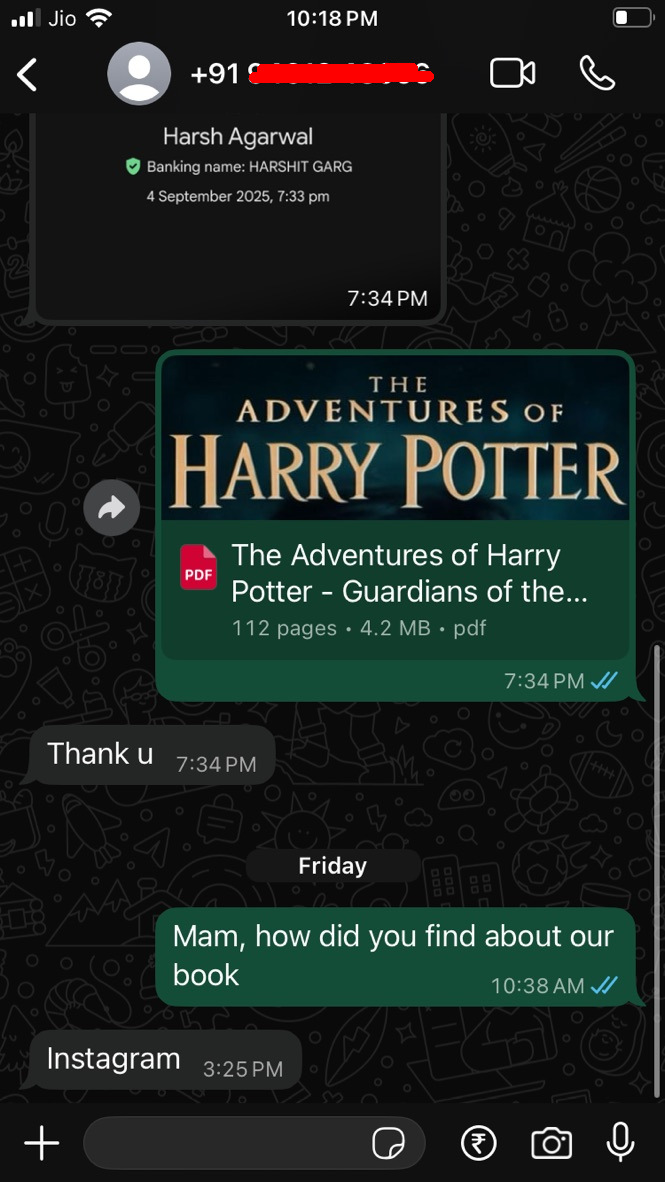 Jio
10:18 PM
+91
Harsh Agarwal
Banking name: HARSHIT GARG
4 September 2025, 7:33 pm
7:34 PM
THE
ADVENTURES OF
HARRY POTTER
PDF
The Adventures of Harry
Potter - Guardians of the...
112 pages • 4.2 MB • pdf
7:34 PM
Thank u
7:34 PM
Friday
Mam, how did you find about our
book
10:38 AM
Instagram
3:25 PM
₹